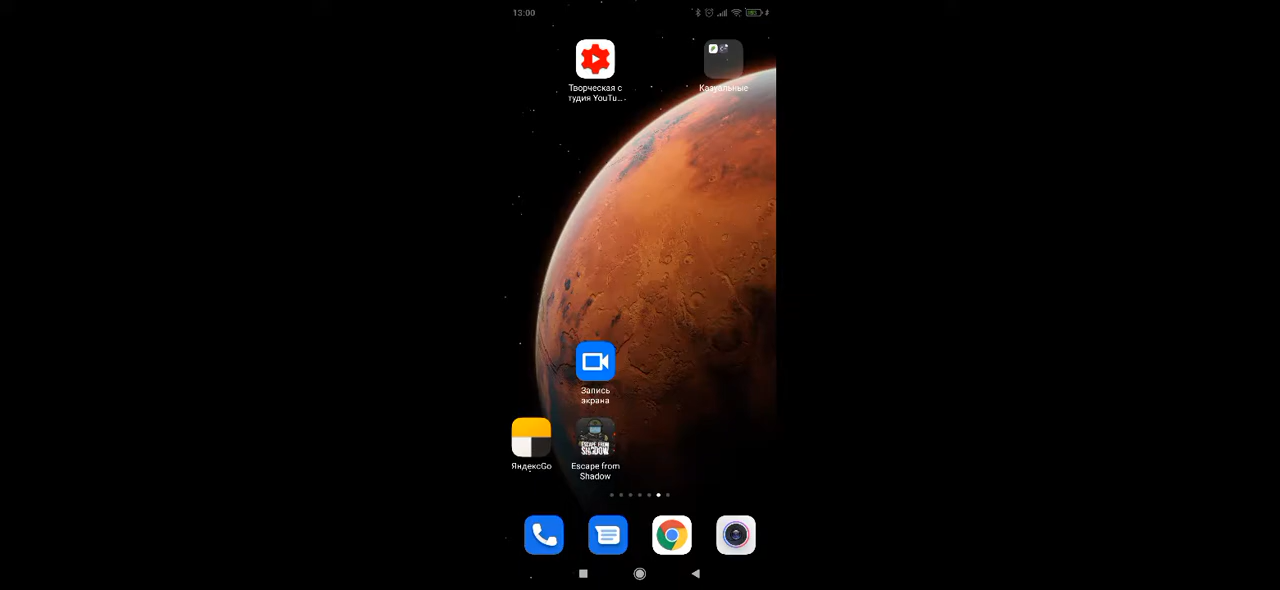 13:00
Творческая с
тудия YouTu...
Казуальные
Запись
экрана
ЯндексGo
ESCAPE FROM
SHADOW
Escape from
Shadow